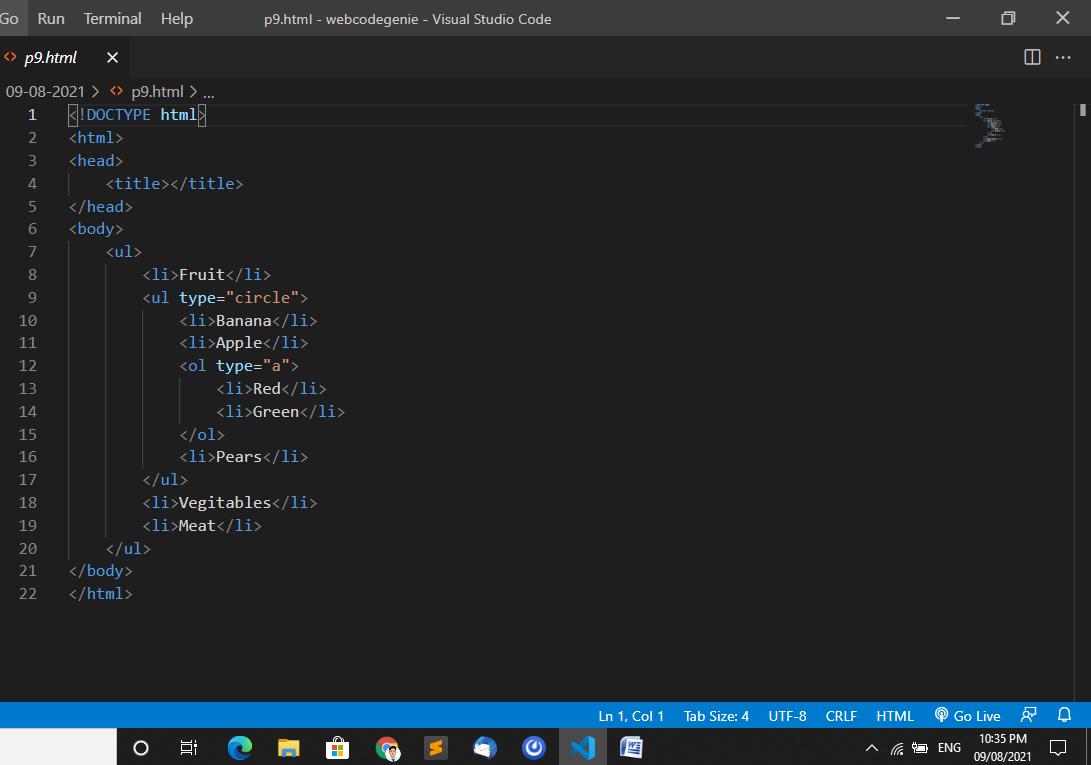 Go Run Terminal Help p9.html - webcodegenie - Visual Studio Code
p9.html
09-08-2021 > p9.html > ...
1 <!DOCTYPE html>
2 <html>
3 <head>
4     <title></title>
5 </head>
6 <body>
7     <ul>
8         <li>Fruit</li>
9         <ul type="circle">
10             <li>Banana</li>
11             <li>Apple</li>
12             <ol type="a">
13                 <li>Red</li>
14                 <li>Green</li>
15             </ol>
16             <li>Pears</li>
17         </ul>
18         <li>Vegitables</li>
19         <li>Meat</li>
20     </ul>
21 </body>
22 </html>
Ln 1, Col 1 Tab Size: 4 UTF-8 CRLF HTML Go Live
ENG 10:35 PM
09/08/2021